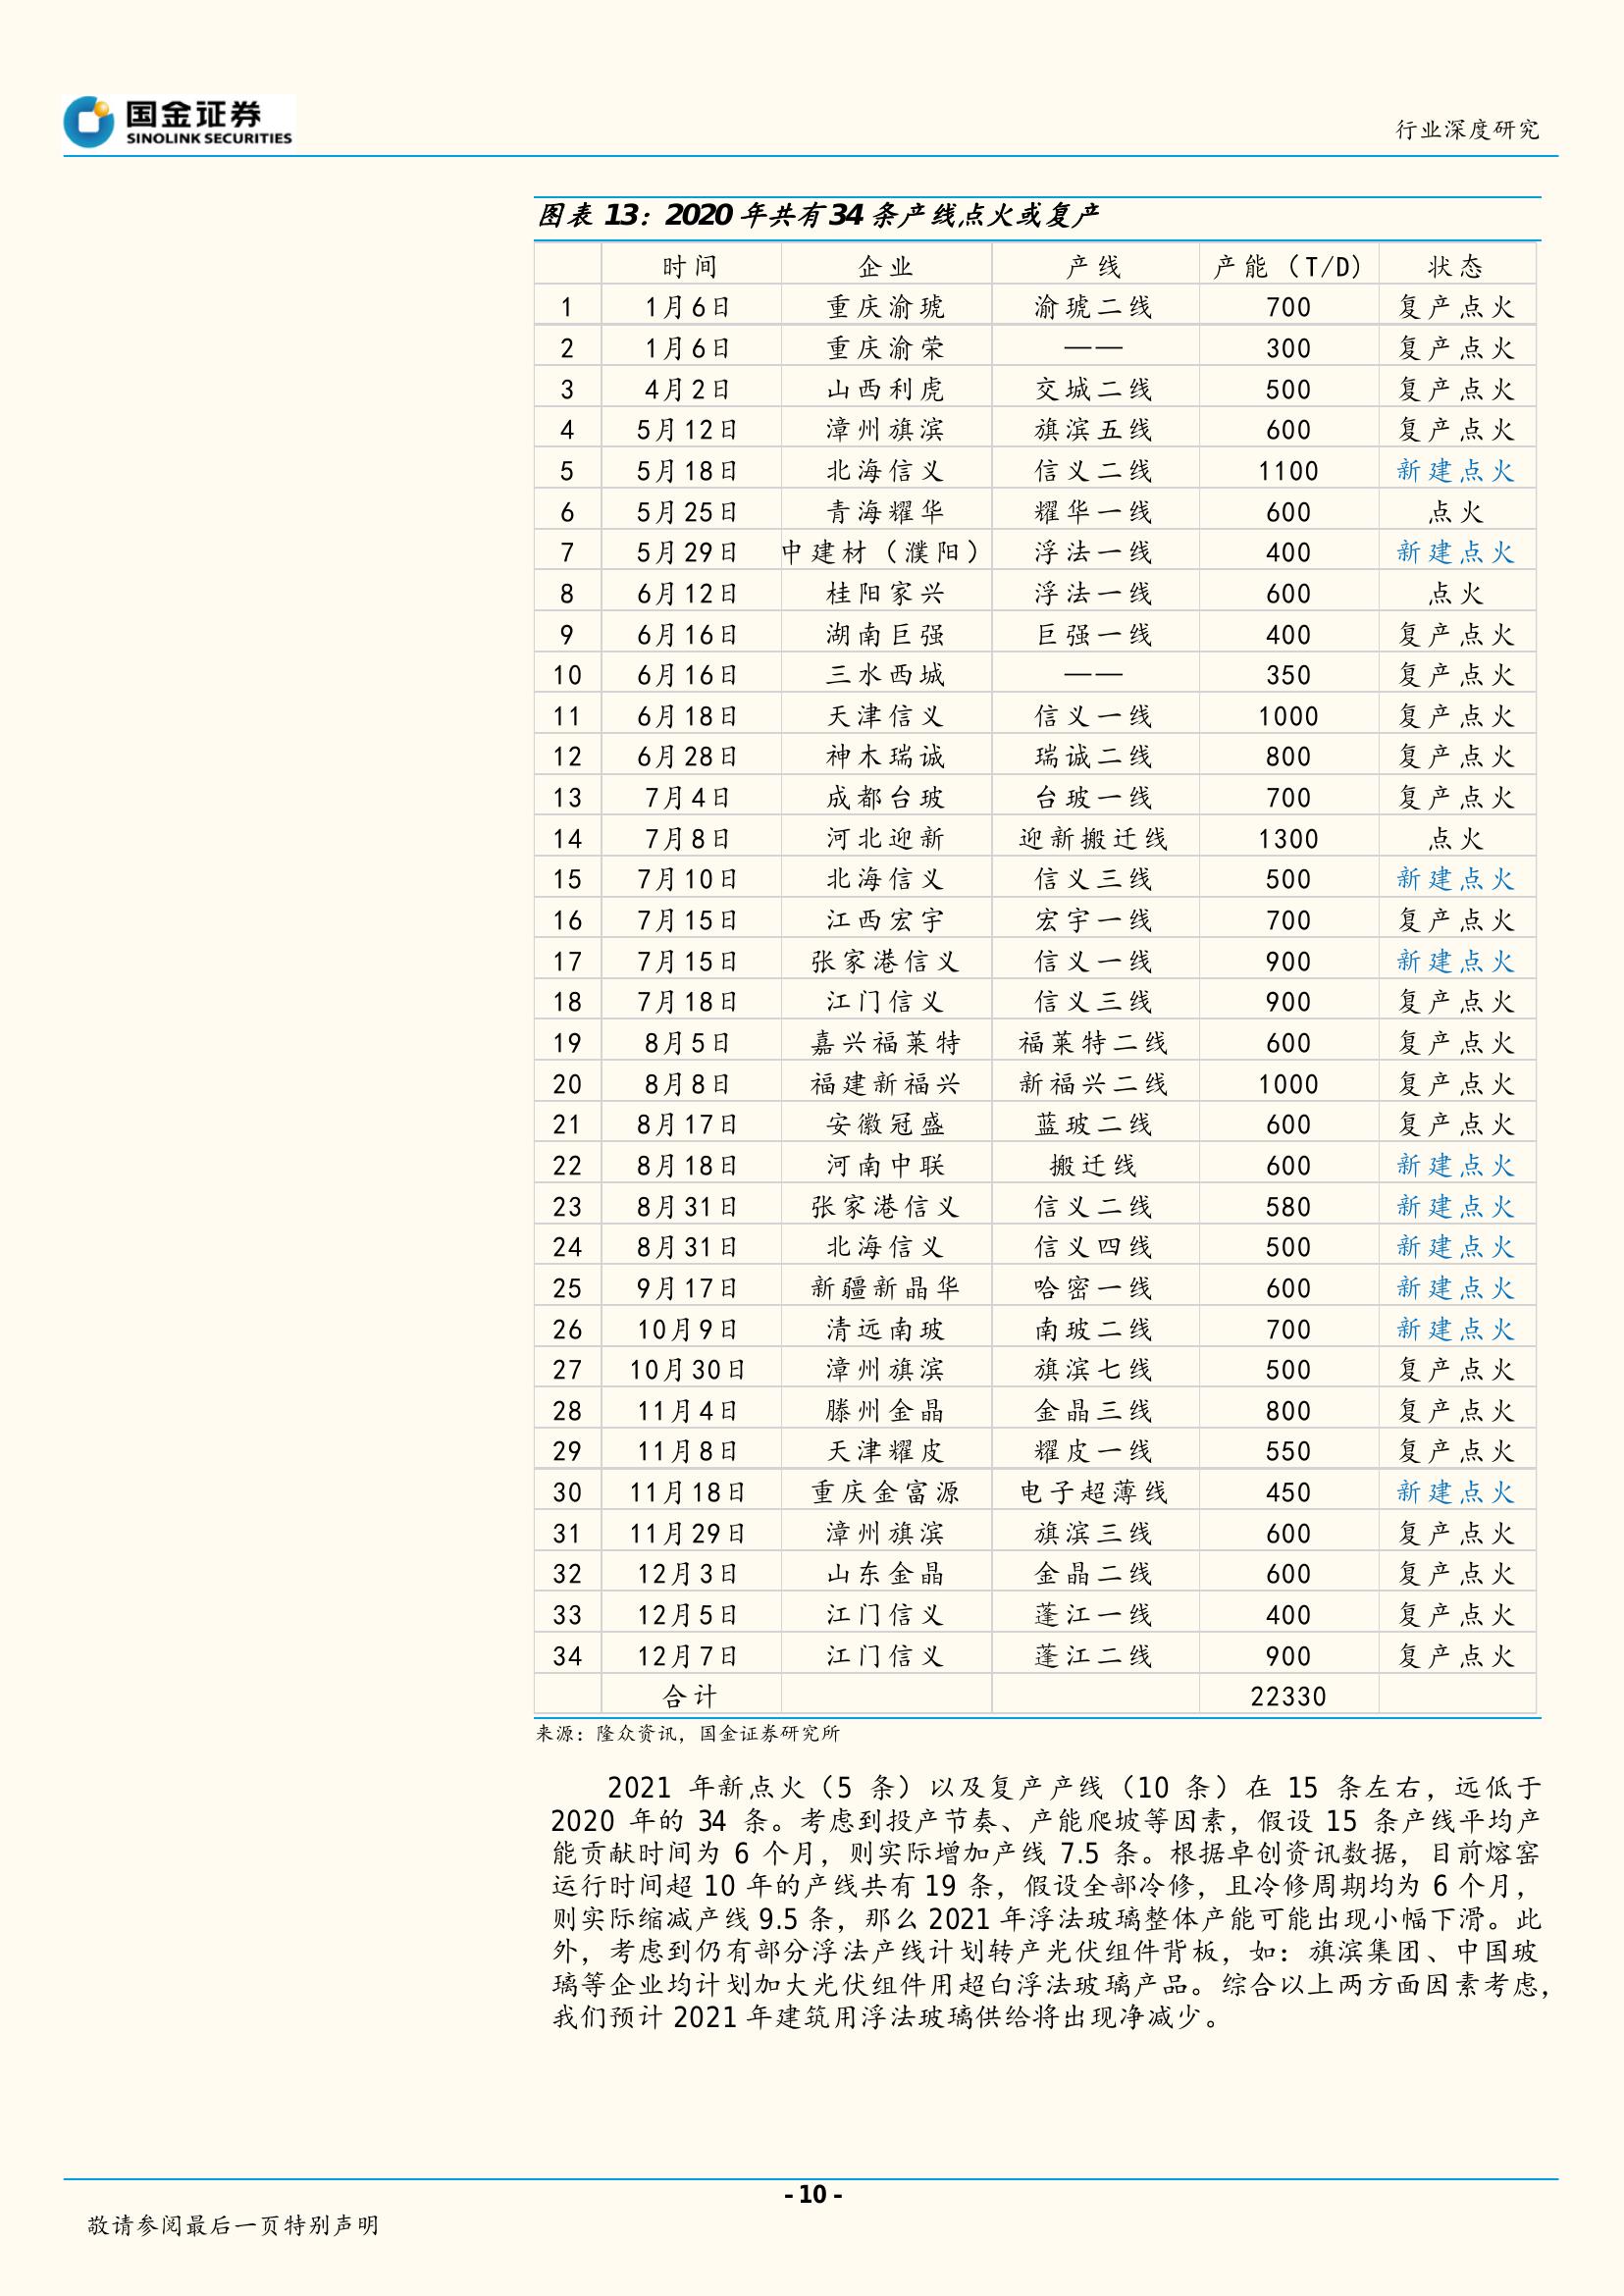 国金证券
SINOLINK SECURITIES
行业深度研究
图表 13：2020 年共有 34 条产线点火或复产
时间 企业 产线 产能（T/D） 状态
1 1月6日 重庆渝琥 渝琥二线 700 复产点火
2 1月6日 重庆渝荣 —— 300 复产点火
3 4月2日 山西利虎 交城二线 500 复产点火
4 5月12日 漳州旗滨 旗滨五线 600 复产点火
5 5月18日 北海信义 信义二线 1100 新建点火
6 5月25日 青海耀华 耀华一线 600 点火
7 5月29日 中建材（濮阳） 浮法一线 400 新建点火
8 6月12日 桂阳家兴 浮法一线 600 点火
9 6月16日 湖南巨强 巨强一线 400 复产点火
10 6月16日 三水西城 —— 350 复产点火
11 6月18日 天津信义 信义一线 1000 复产点火
12 6月28日 神木瑞诚 瑞诚二线 800 复产点火
13 7月4日 成都台玻 台玻一线 700 复产点火
14 7月8日 河北迎新 迎新搬迁线 1300 点火
15 7月10日 北海信义 信义三线 500 新建点火
16 7月15日 江西宏宇 宏宇一线 700 复产点火
17 7月15日 张家港信义 信义一线 900 新建点火
18 7月18日 江门信义 信义三线 900 复产点火
19 8月5日 嘉兴福莱特 福莱特二线 600 复产点火
20 8月8日 福建新福兴 新福兴二线 1000 复产点火
21 8月17日 安徽冠盛 蓝玻二线 600 复产点火
22 8月18日 河南中联 搬迁线 600 新建点火
23 8月31日 张家港信义 信义二线 580 新建点火
24 8月31日 北海信义 信义四线 500 新建点火
25 9月17日 新疆新晶华 哈密一线 600 新建点火
26 10月9日 清远南玻 南玻二线 700 新建点火
27 10月30日 漳州旗滨 旗滨七线 500 复产点火
28 11月4日 滕州金晶 金晶三线 800 复产点火
29 11月8日 天津耀皮 耀皮一线 550 复产点火
30 11月18日 重庆金富源 电子超薄线 450 新建点火
31 11月29日 漳州旗滨 旗滨三线 600 复产点火
32 12月3日 山东金晶 金晶二线 600 复产点火
33 12月5日 江门信义 蓬江一线 400 复产点火
34 12月7日 江门信义 蓬江二线 900 复产点火
合计 22330
来源：隆众资讯，国金证券研究所
2021 年新点火（5 条）以及复产产线（10 条）在 15 条左右，远低于
2020 年的 34 条。考虑到投产节奏、产能爬坡等因素，假设 15 条产线平均产
能贡献时间为 6 个月，则实际增加产线 7.5 条。根据卓创资讯数据，目前熔窑
运行时间超 10 年的产线共有 19 条，假设全部冷修，且冷修周期均为 6 个月，
则实际缩减产线 9.5 条，那么 2021 年浮法玻璃整体产能可能出现小幅下滑。此
外，考虑到仍有部分浮法产线计划转产光伏组件背板，如：旗滨集团、中国玻
璃等企业均计划加大光伏组件用超白浮法玻璃产品。综合以上两方面因素考虑，
我们预计 2021 年建筑用浮法玻璃供给将出现净减少。
- 10 -
敬请参阅最后一页特别声明